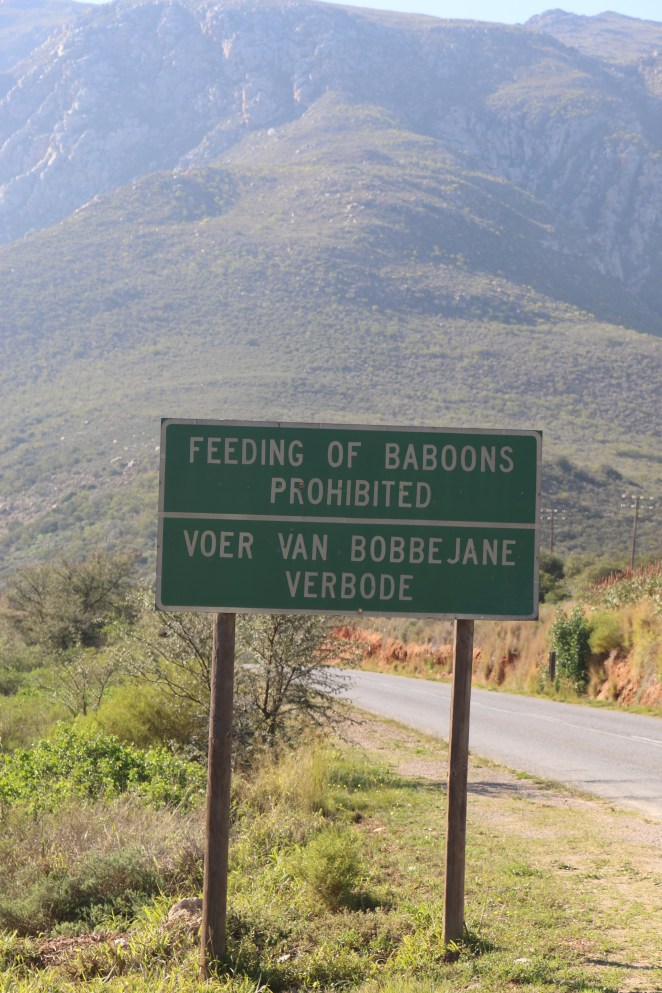 FEEDING OF BABOONS
PROHIBITED
VOER VAN BOBBEJANE
VERBODE